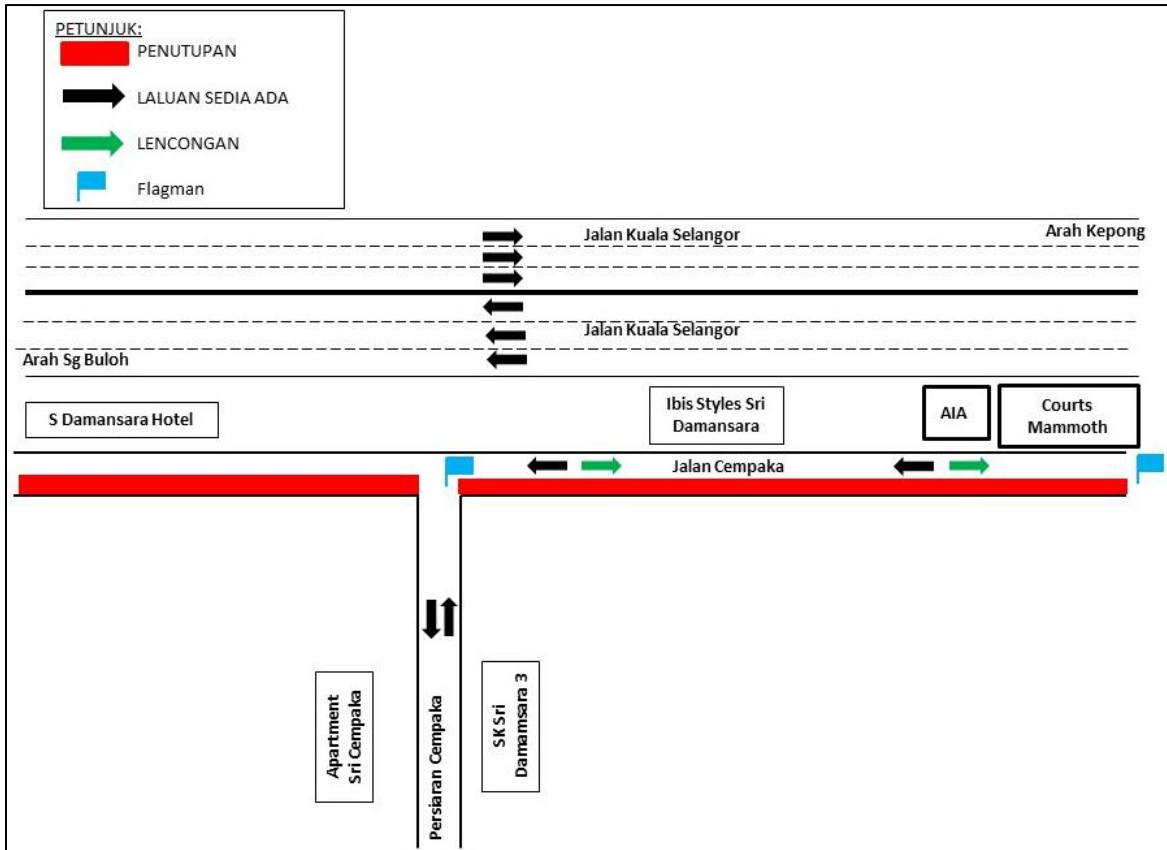 PETUNJUK:
PENUTUPAN
LALUAN SEDIA ADA
LENCONGAN
Flagman
Jalan Kuala Selangor
Arah Kepong
Jalan Kuala Selangor
Arah Sg Buloh
S Damansara Hotel
Ibis Styles Sri
Damansara
AIA
Courts
Mammoth
Jalan Cempaka
Apartment
Sri Cempaka
Persiaran Cempaka
SK Sri
Damamsara 3